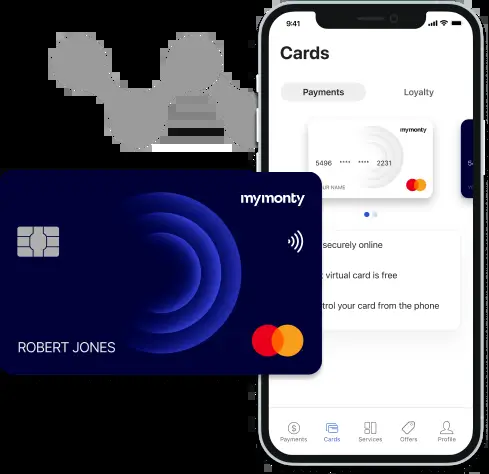 9:41
Cards
Payments
Loyalty
mymonty
5496 **** **** 2231
UR NAME
securely online
virtual card is free
trol your card from the phone
mymonty
ROBERT JONES
Payments
Cards
Services
Offers
Profile